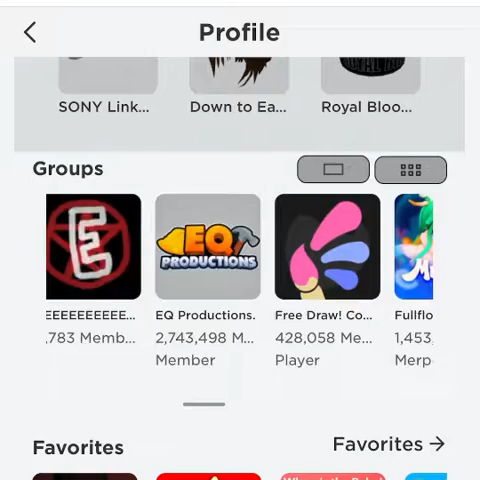 Profile
SONY Link...
Down to Ea...
Royal Bloo...
Groups
E
EQ
PRODUCTIONS
EEEEEEEEEE...
EQ Productions.
Free Draw! Co...
Fullflo
,783 Memb...
2,743,498 M...
428,058 Me...
1,453,
Member
Player
Merp
Favorites
Favorites →